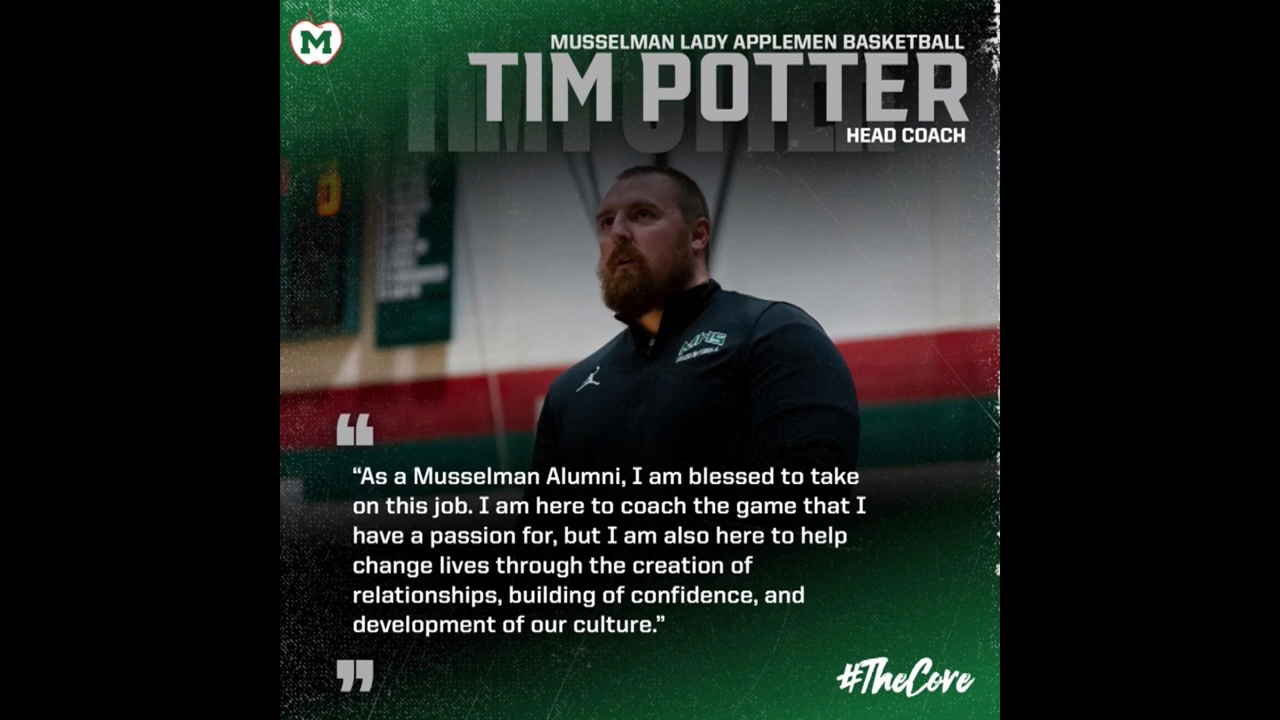 M
MUSSELMAN LADY APPLEMEN BASKETBALL
TIM POTTER
HEAD COACH
MHS
“As a Musselman Alumni, I am blessed to take
on this job. I am here to coach the game that I
have a passion for, but I am also here to help
change lives through the creation of
relationships, building of confidence, and
development of our culture.”
#TheCove